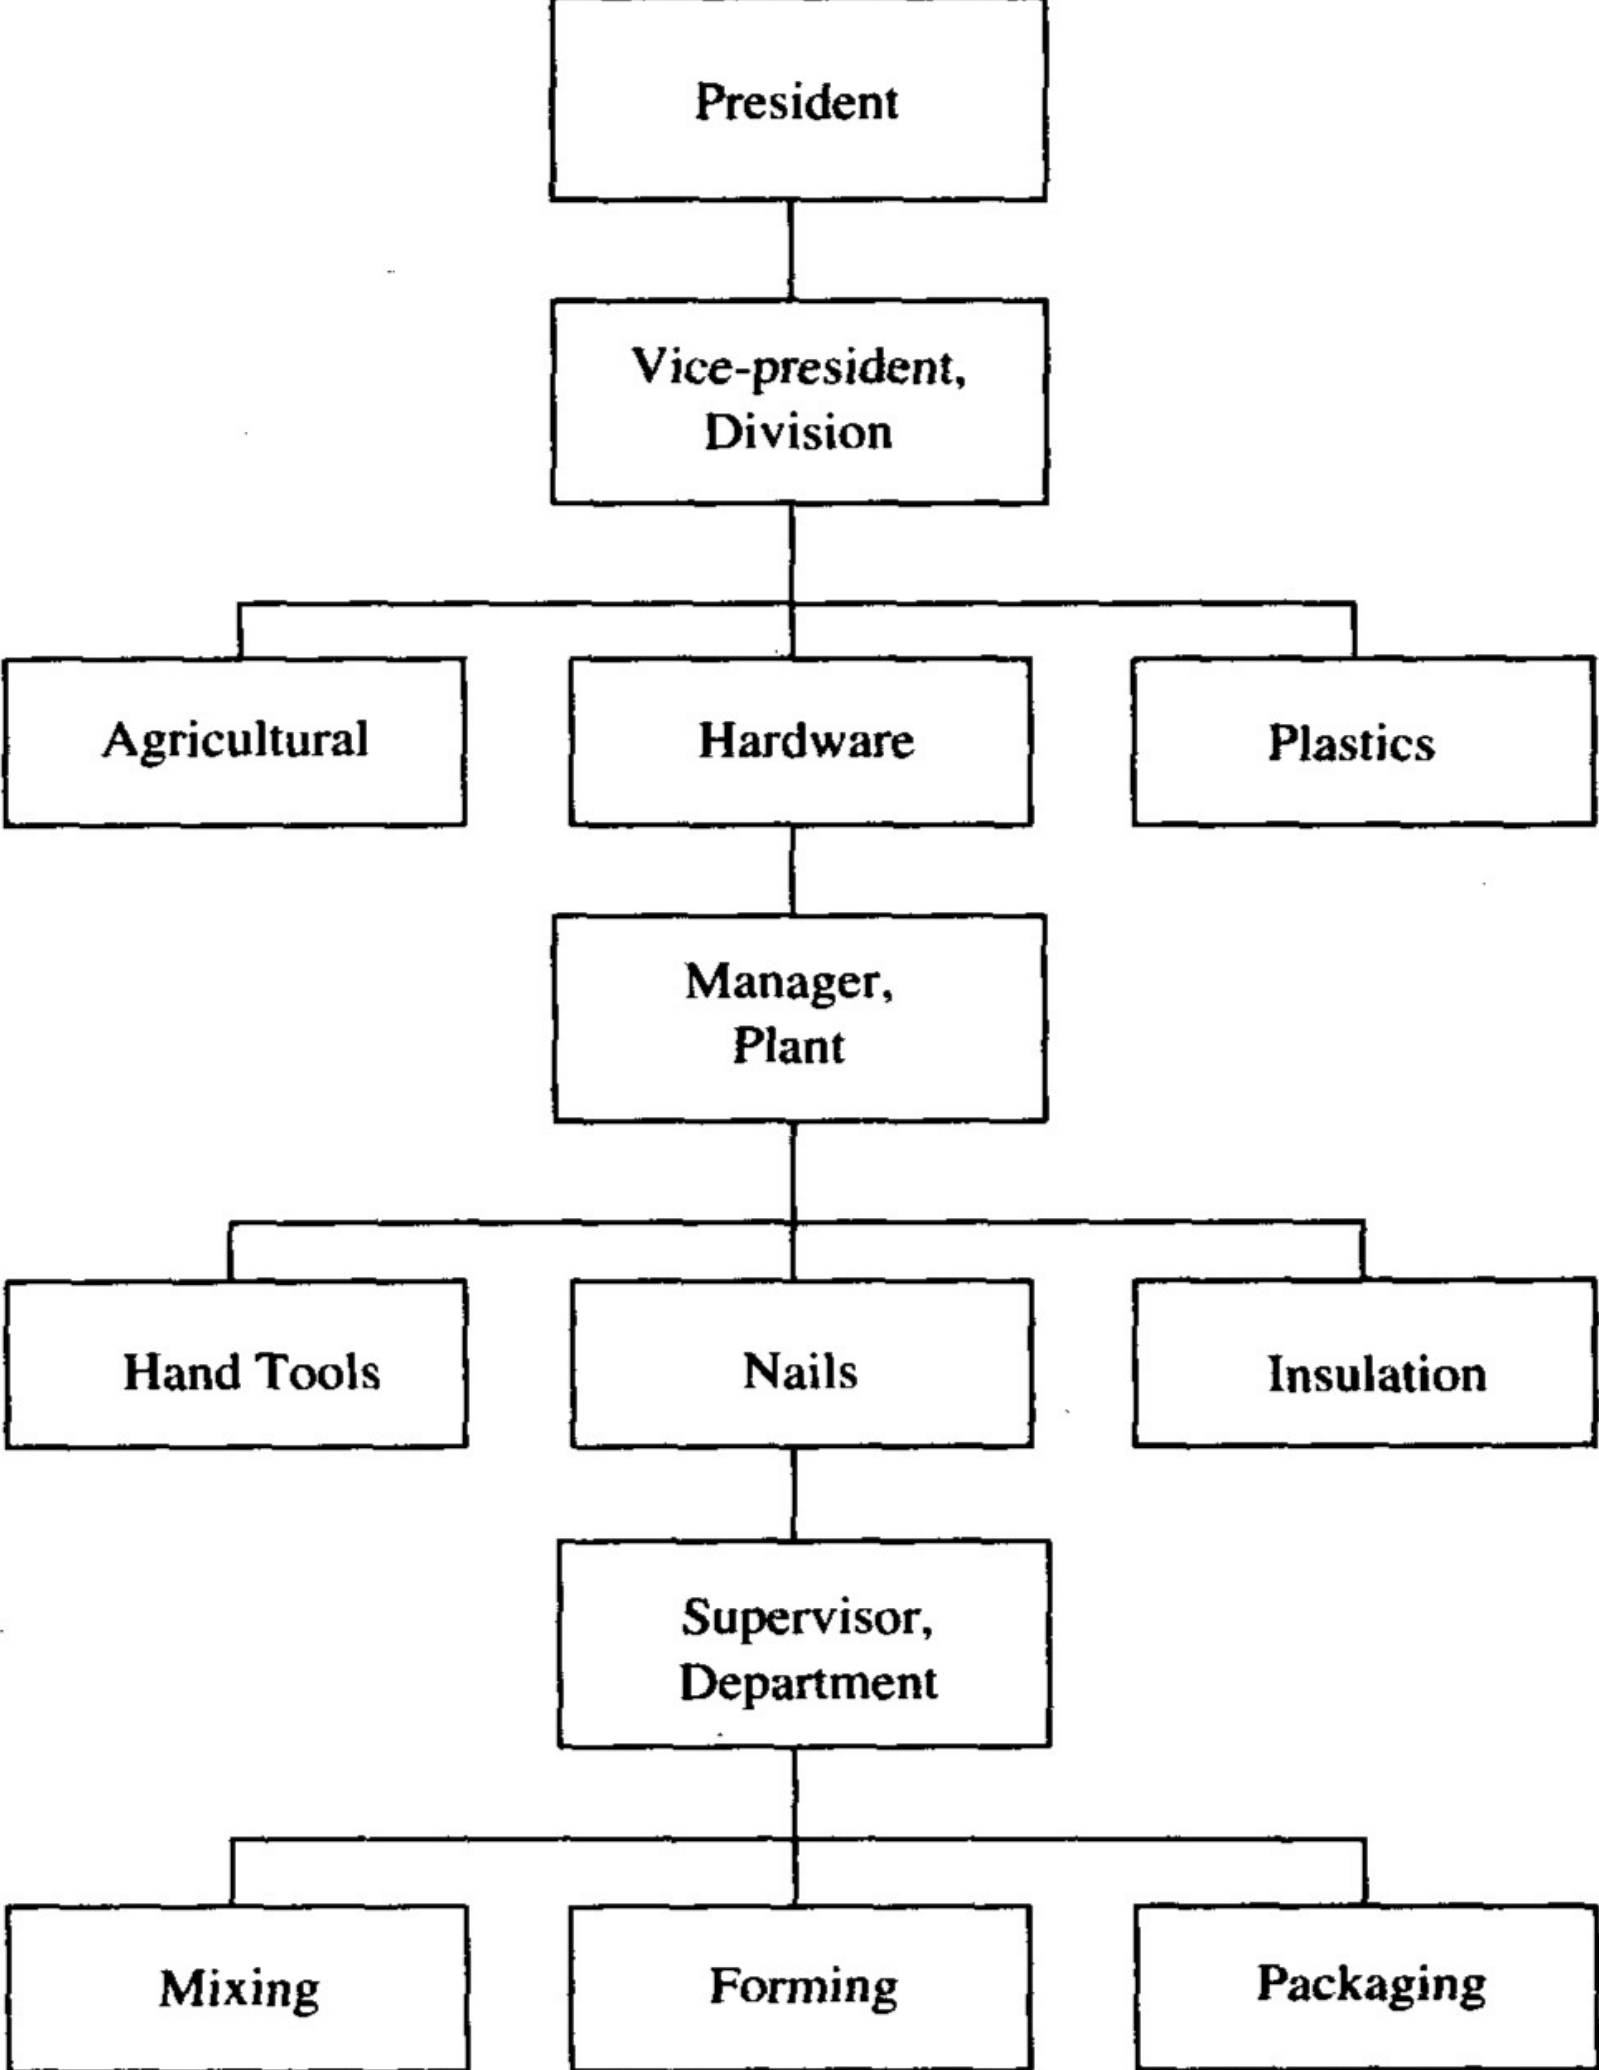 President
Vice-president,
Division
Agricultural
Hardware
Plastics
Manager,
Plant
Hand Tools
Nails
Insulation
Supervisor,
Department
Mixing
Forming
Packaging